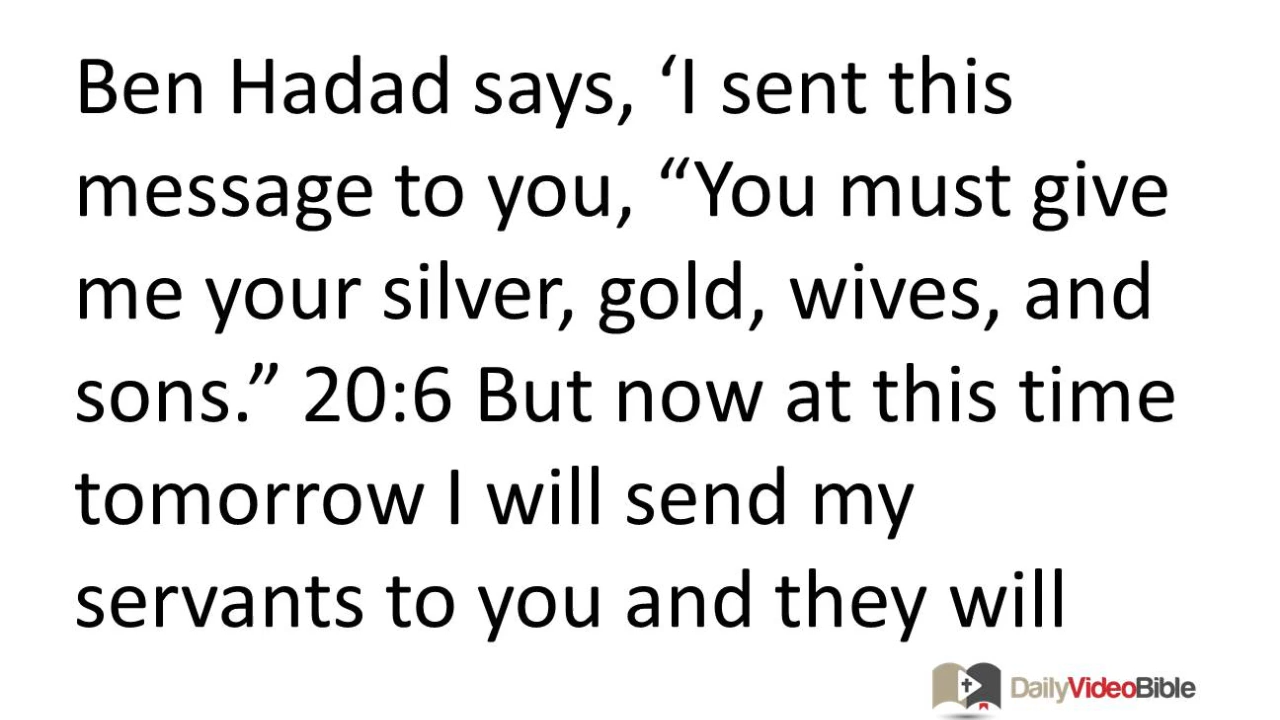 Ben Hadad says, ‘I sent this
message to you, “You must give
me your silver, gold, wives, and
sons.” 20:6 But now at this time
tomorrow I will send my
servants to you and they will
DailyVideoBible